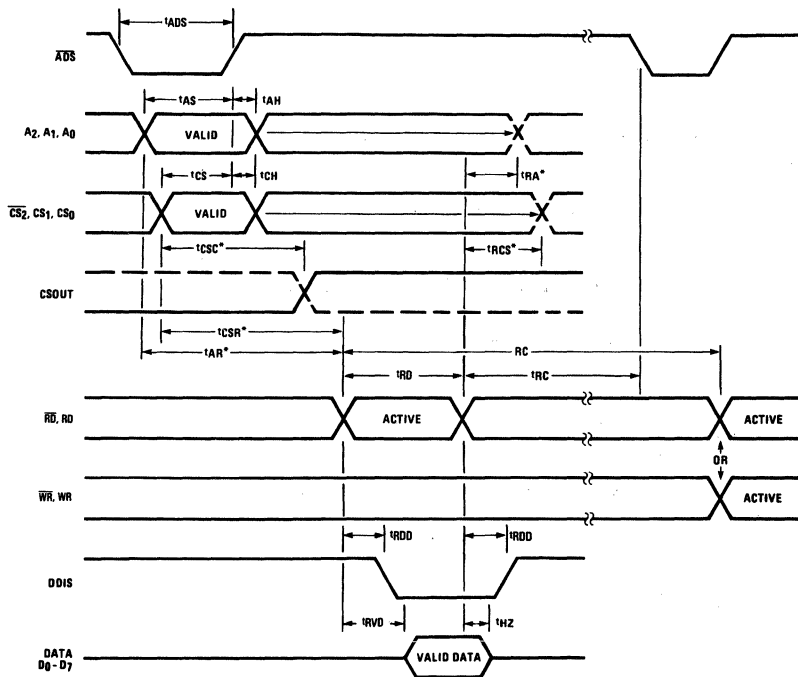 tADS
ADS
tAS tAH
A2, A1, A0 VALID
tRA*
tCS tCH
CS2, CS1, CS0 VALID
tCSC* tRCS*
CSOUT
tCSR*
tAR* RC
tRD tRC
RD, RD ACTIVE ACTIVE
OR
WR, WR ACTIVE
tRDD tRDD
DDIS
tRVD tHZ
DATA
D0 - D7 VALID DATA